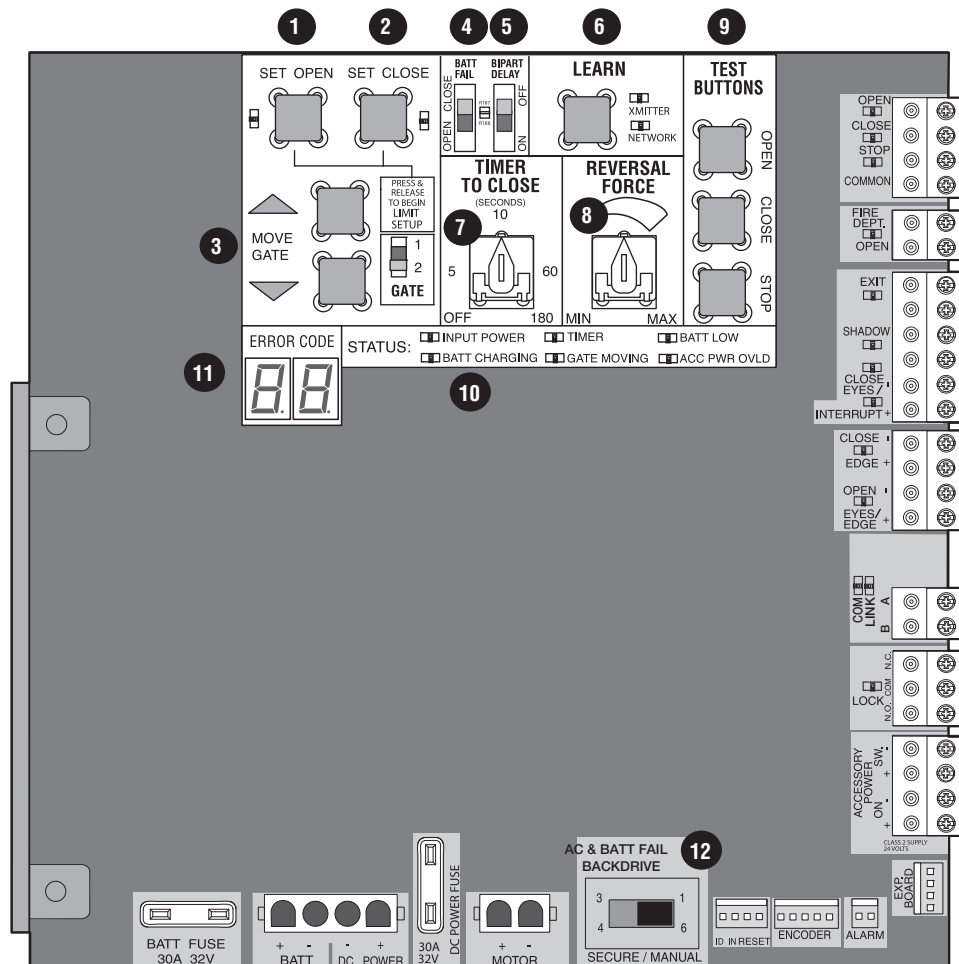 1 2 4 5 6 9
SET OPEN
SET CLOSE
BATT FAIL
OPEN CLOSE
R187
R188
BIPART DELAY
OFF
ON
LEARN
XMITTER
NETWORK
TEST BUTTONS
OPEN
CLOSE
STOP
3
MOVE GATE
PRESS &
RELEASE
TO BEGIN
LIMIT
SETUP
1
2
GATE
7
TIMER
TO CLOSE
(SECONDS)
10
5
60
OFF
180
8
REVERSAL
FORCE
MIN
MAX
11
ERROR CODE
8. 8.
STATUS:
INPUT POWER
TIMER
BATT LOW
BATT CHARGING
GATE MOVING
ACC PWR OVLD
10
OPEN
CLOSE
STOP
COMMON
FIRE
DEPT.
OPEN
EXIT
SHADOW
CLOSE
EYES/ -
INTERRUPT +
CLOSE -
EDGE +
OPEN -
EYES/
EDGE +
COM
LINK
A
B
LOCK
N.C.
COM
N.O.
ACCESSORY
POWER
SW. -
+
ON -
+
CLASS 2 SUPPLY
24 VOLTS
EXP.
BOARD
BATT FUSE
30A 32V
+ - - +
BATT DC POWER
30A
32V
DC POWER FUSE
+ -
MOTOR
12
AC & BATT FAIL
BACKDRIVE
3 1
4 6
SECURE / MANUAL
ID IN RESET
ENCODER
ALARM